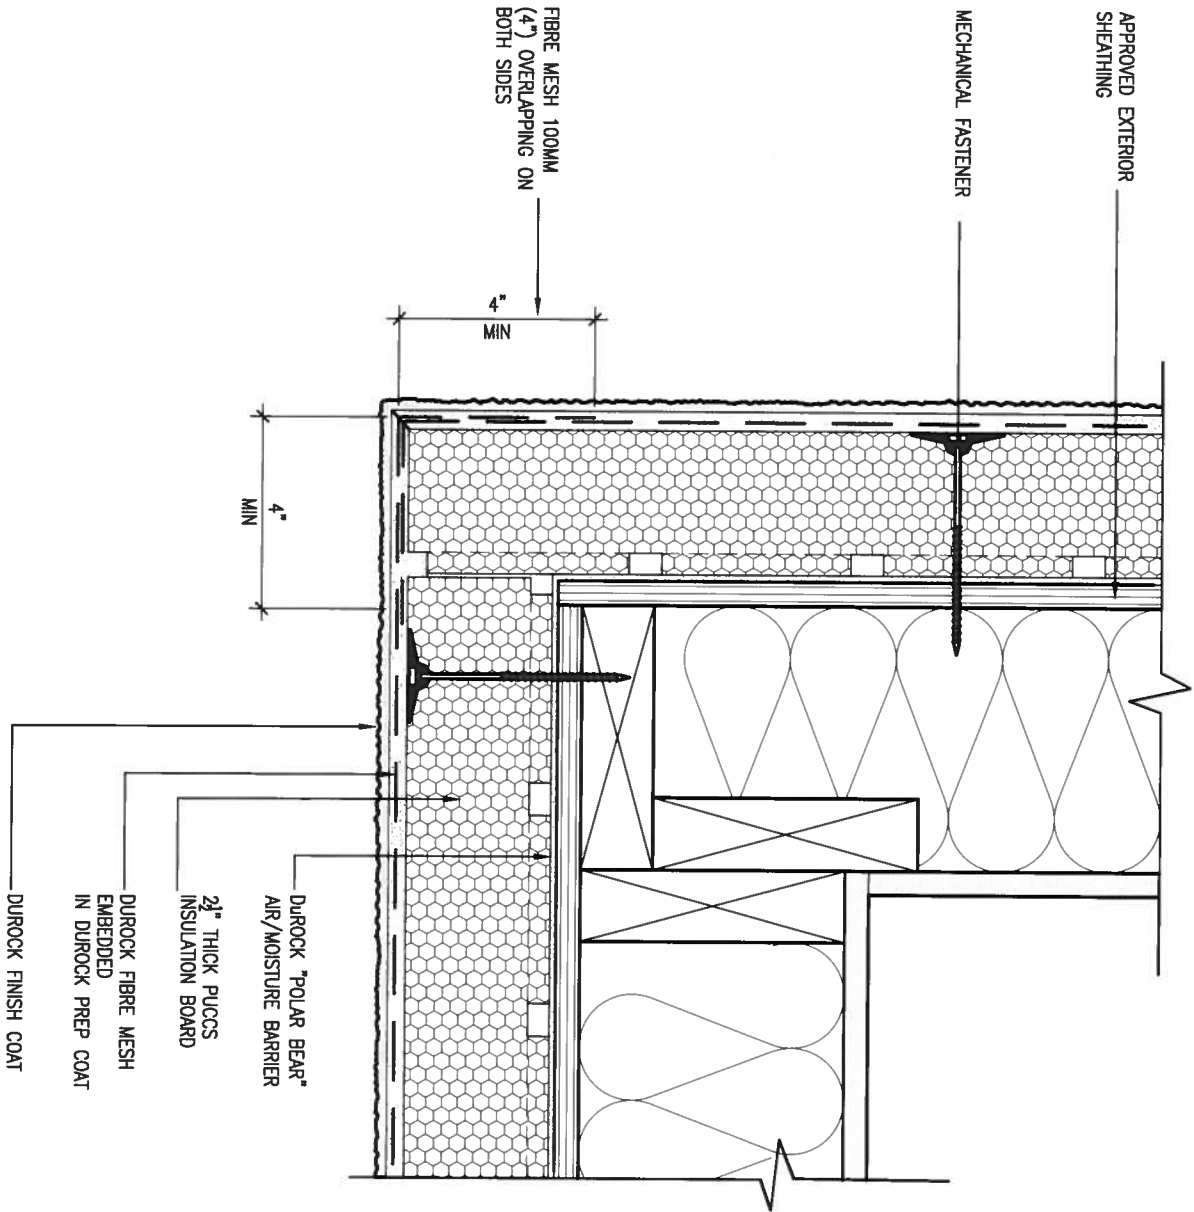 APPROVED EXTERIOR
SHEATHING
MECHANICAL FASTENER
FIBRE MESH 100MM
(4") OVERLAPPING ON
BOTH SIDES
4"
MIN
4"
MIN
DuROCK "POLAR BEAR"
AIR/MOISTURE BARRIER
2½" THICK PUCCS
INSULATION BOARD
DUROCK FIBRE MESH
EMBEDDED
IN DUROCK PREP COAT
DUROCK FINISH COAT